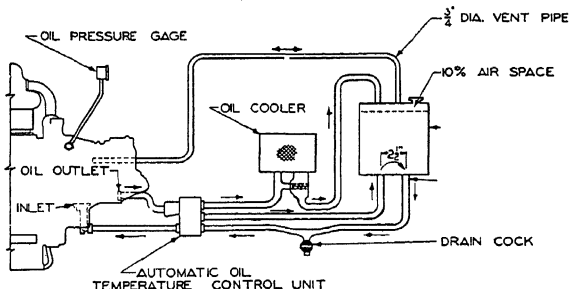 3/4" DIA. VENT PIPE
OIL PRESSURE GAGE
10% AIR SPACE
OIL COOLER
2 1/2"
OIL OUTLET
INLET
DRAIN COCK
AUTOMATIC OIL
TEMPERATURE CONTROL UNIT